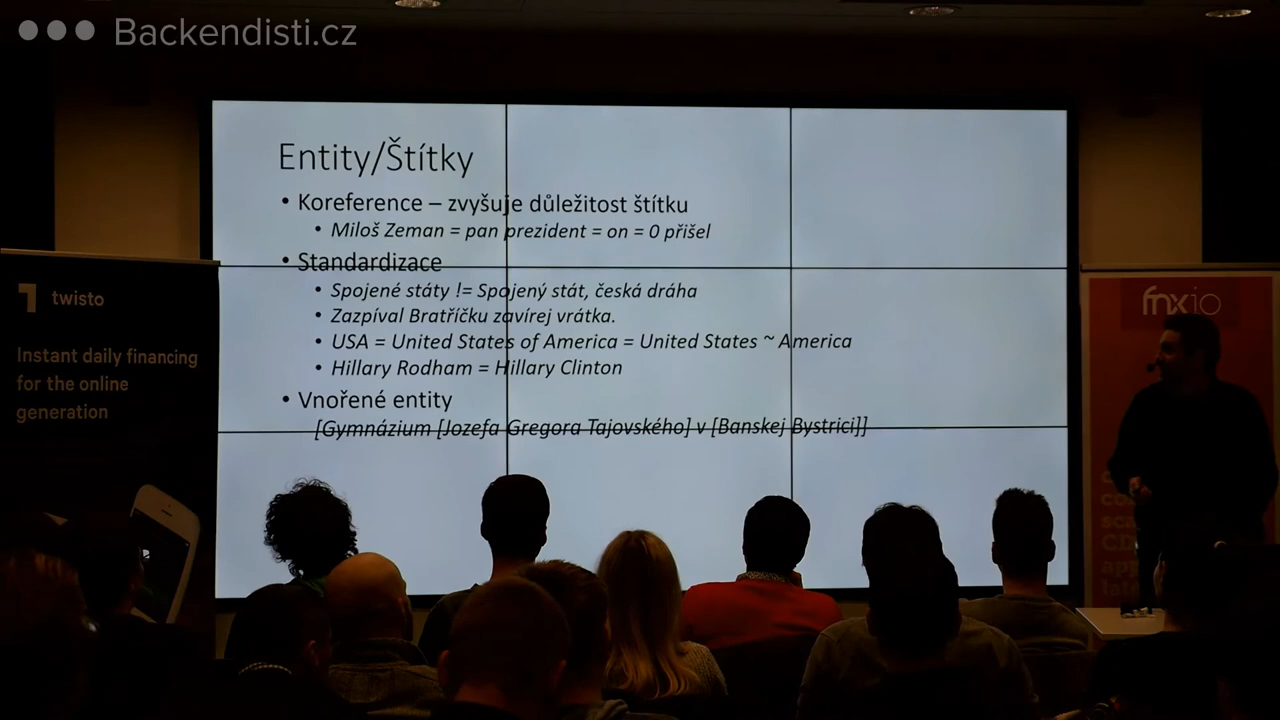 Backendisti.cz
Entity/Štítky
• Koreference – zvyšuje důležitost štítku
• Miloš Zeman = pan prezident = on = 0 přišel
• Standardizace
• Spojené státy != Spojený stát, česká dráha
• Zazpíval Bratříčku zavírej vrátka.
• USA = United States of America = United States ~ America
• Hillary Rodham = Hillary Clinton
• Vnořené entity
[Gymnázium [Jozefa Gregora Tajovského] v [Banskej Bystrici]]
twisto
Instant daily financing
for the online
generation
fnxio